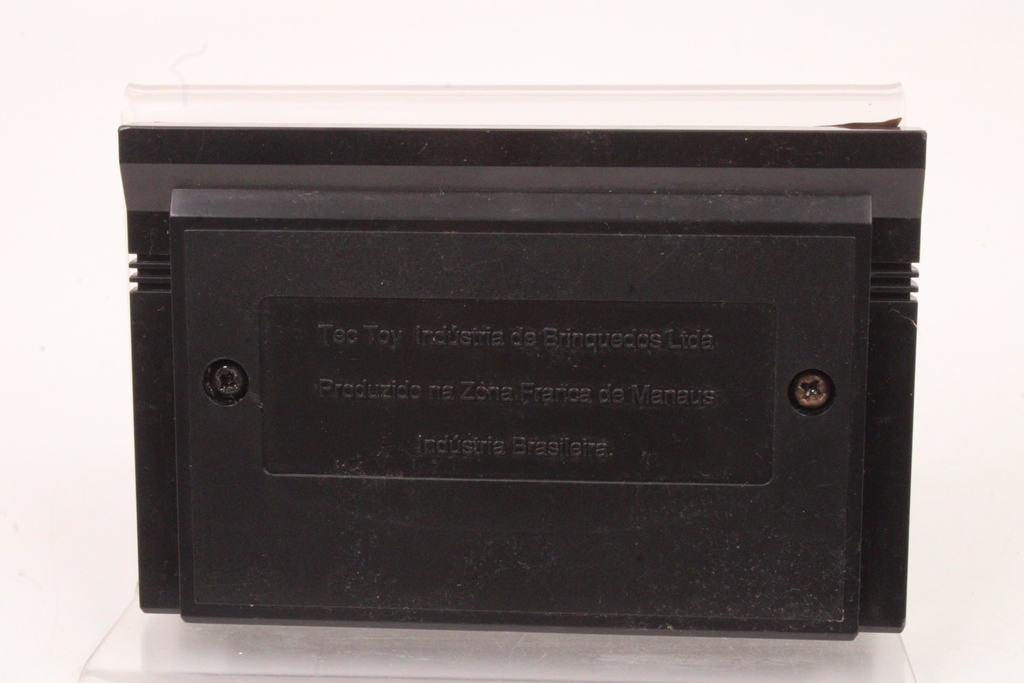 Tec Toy Indústria de Brinquedos Ltda
Produzido na Zona Franca de Manaus
Indústria Brasileira.